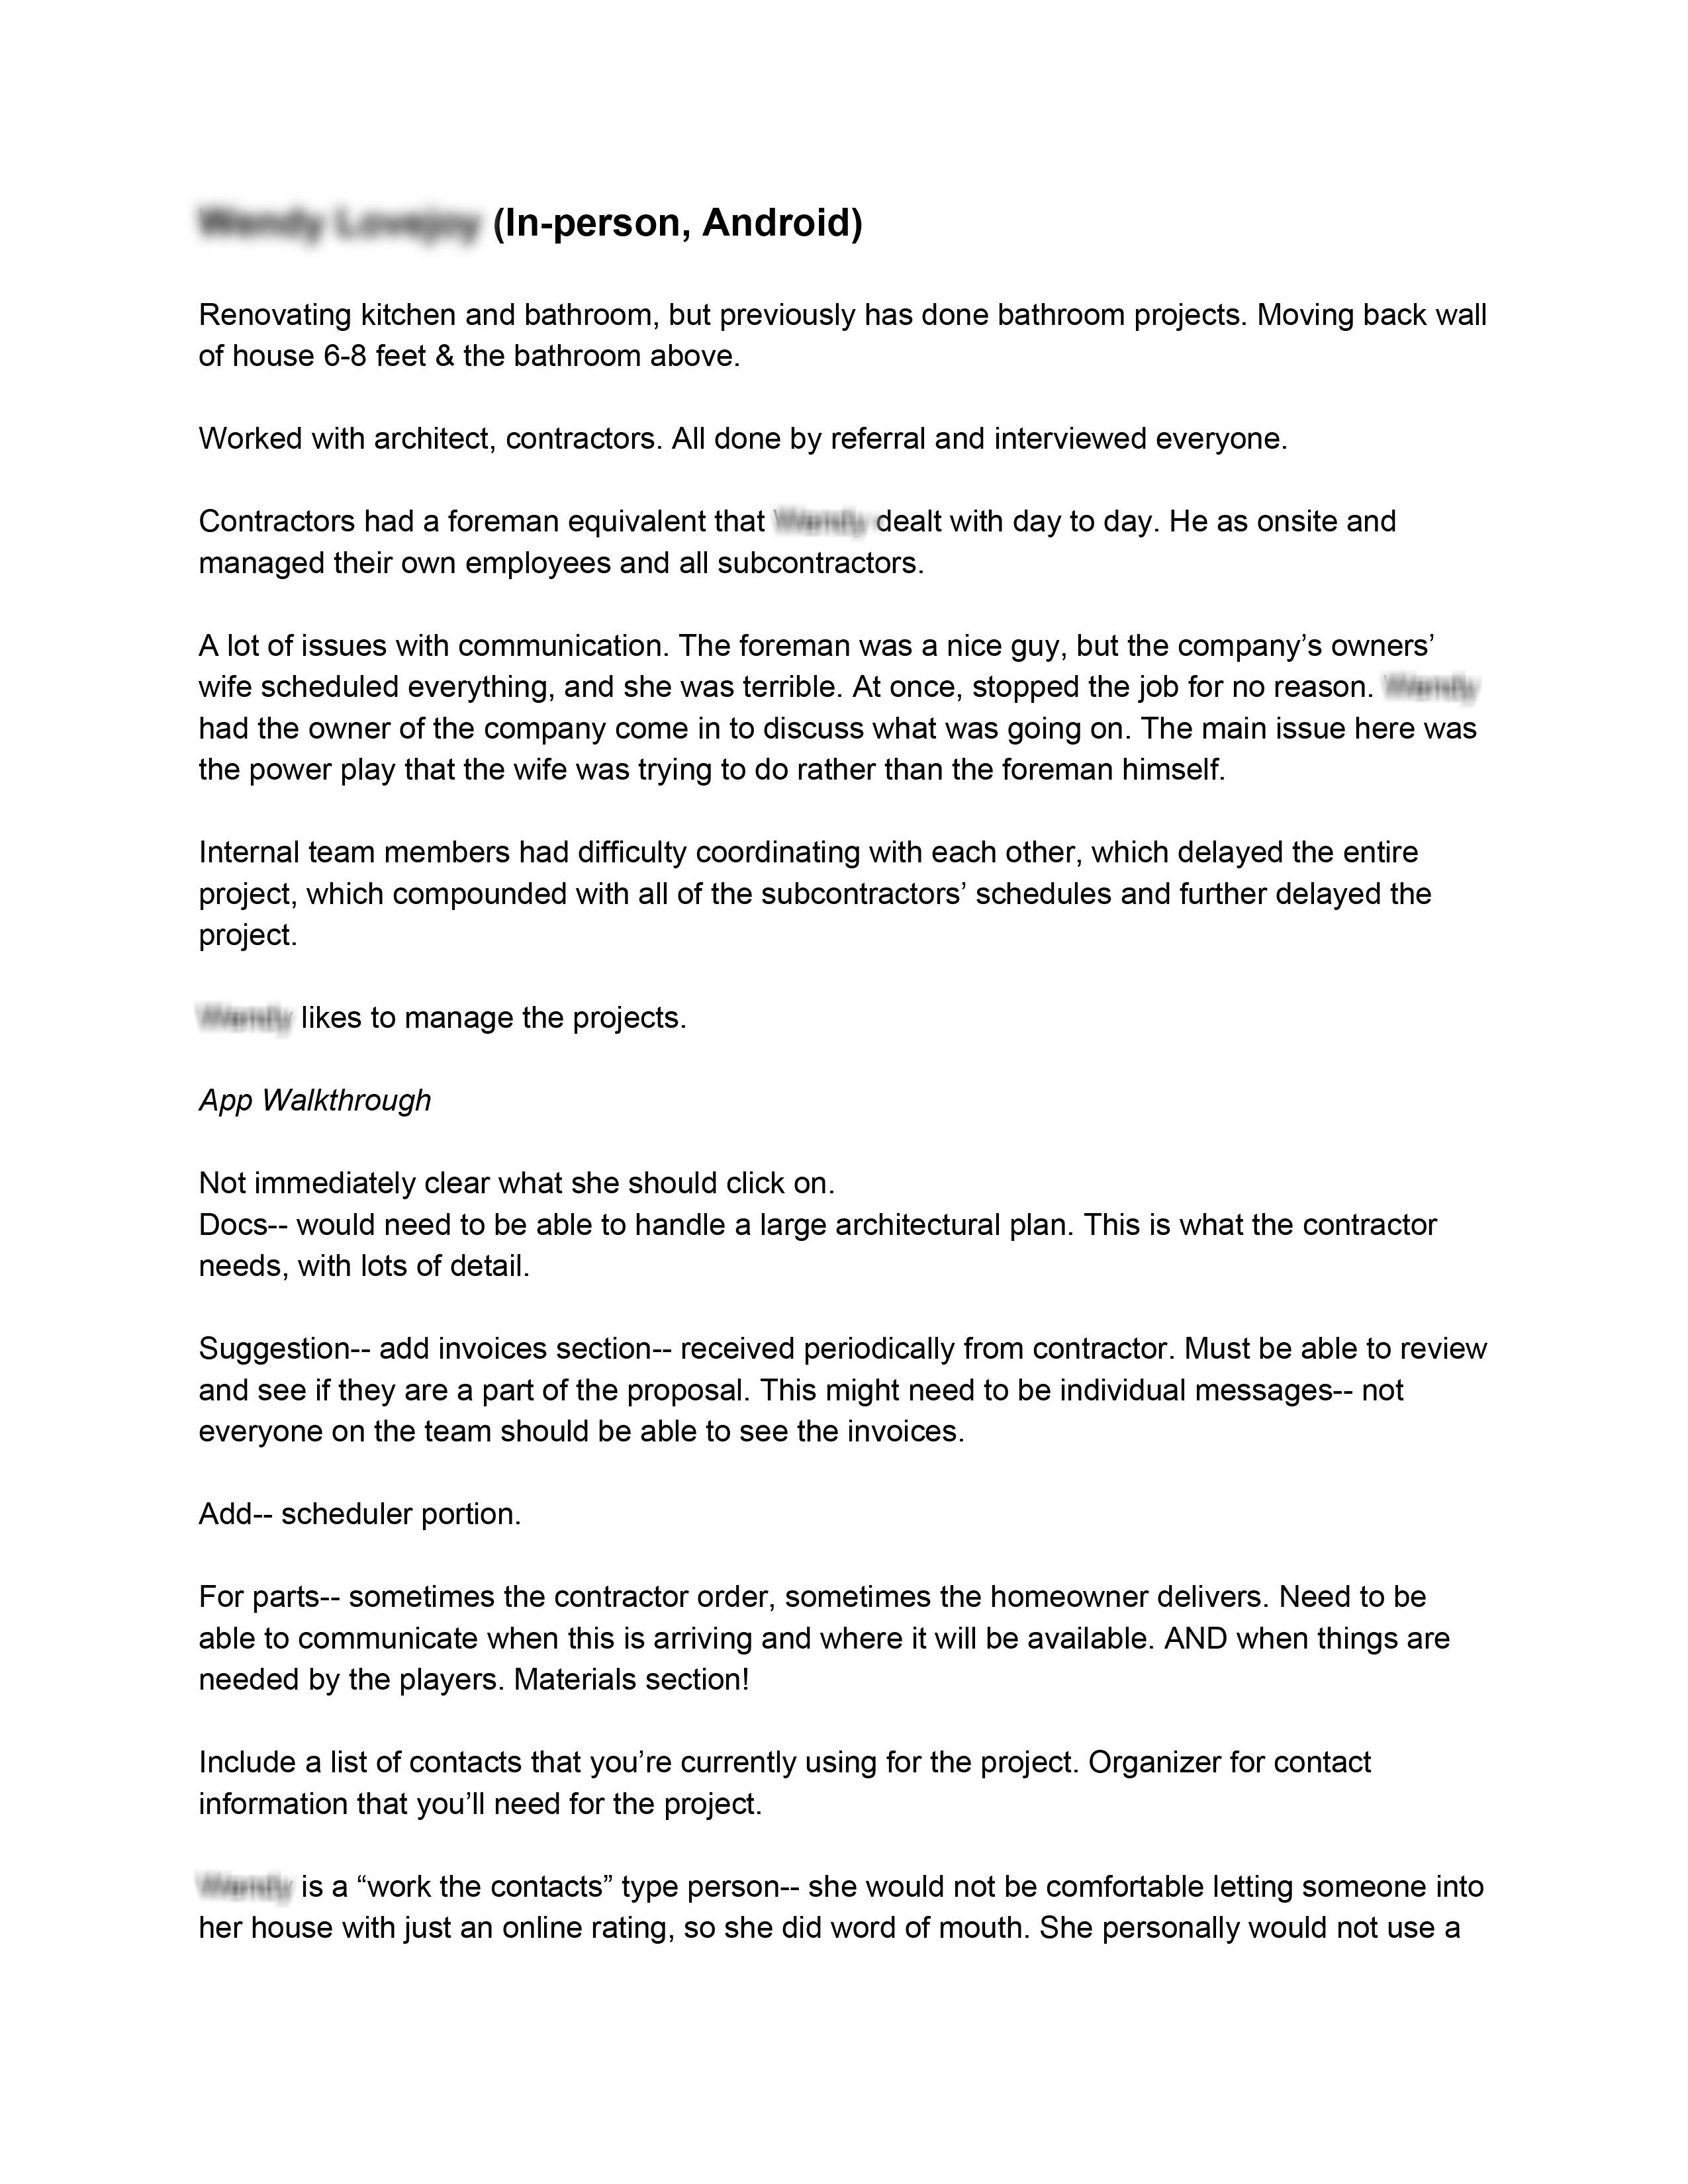 (In-person, Android)
Renovating kitchen and bathroom, but previously has done bathroom projects. Moving back wall
of house 6-8 feet & the bathroom above.
Worked with architect, contractors. All done by referral and interviewed everyone.
Contractors had a foreman equivalent that dealt with day to day. He as onsite and
managed their own employees and all subcontractors.
A lot of issues with communication. The foreman was a nice guy, but the company’s owners’
wife scheduled everything, and she was terrible. At once, stopped the job for no reason.
had the owner of the company come in to discuss what was going on. The main issue here was
the power play that the wife was trying to do rather than the foreman himself.
Internal team members had difficulty coordinating with each other, which delayed the entire
project, which compounded with all of the subcontractors’ schedules and further delayed the
project.
likes to manage the projects.
App Walkthrough
Not immediately clear what she should click on.
Docs-- would need to be able to handle a large architectural plan. This is what the contractor
needs, with lots of detail.
Suggestion-- add invoices section-- received periodically from contractor. Must be able to review
and see if they are a part of the proposal. This might need to be individual messages-- not
everyone on the team should be able to see the invoices.
Add-- scheduler portion.
For parts-- sometimes the contractor order, sometimes the homeowner delivers. Need to be
able to communicate when this is arriving and where it will be available. AND when things are
needed by the players. Materials section!
Include a list of contacts that you’re currently using for the project. Organizer for contact
information that you’ll need for the project.
is a “work the contacts” type person-- she would not be comfortable letting someone into
her house with just an online rating, so she did word of mouth. She personally would not use a